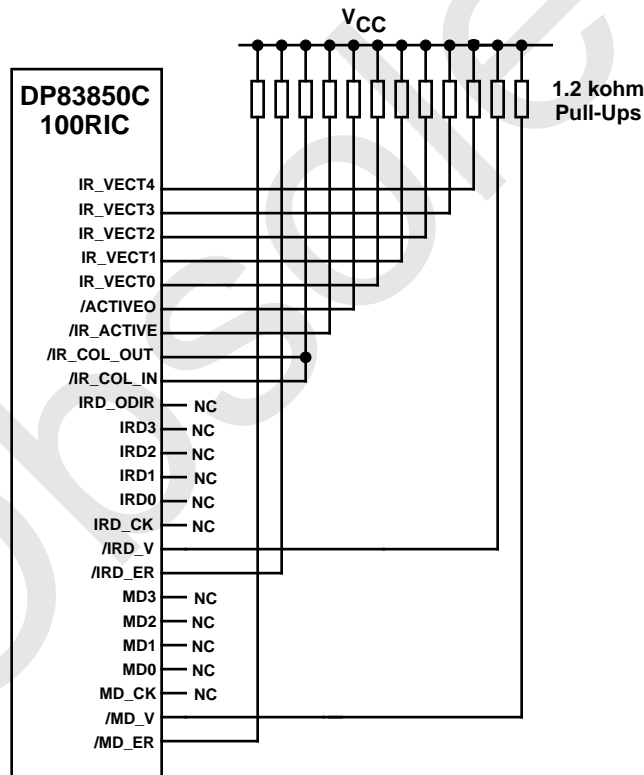 VCC
DP83850C
100RIC
1.2 kohm
Pull-Ups
IR_VECT4
IR_VECT3
IR_VECT2
IR_VECT1
IR_VECT0
/ACTIVEO
/IR_ACTIVE
/IR_COL_OUT
/IR_COL_IN
IRD_ODIR NC
IRD3 NC
IRD2 NC
IRD1 NC
IRD0 NC
IRD_CK NC
/IRD_V
/IRD_ER
MD3 NC
MD2 NC
MD1 NC
MD0 NC
MD_CK NC
/MD_V
/MD_ER
obsole